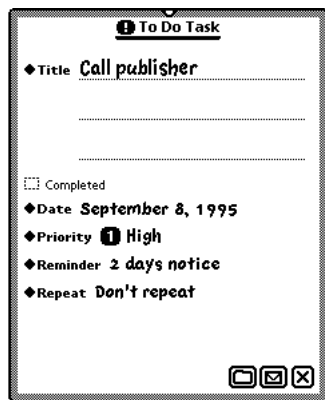 To Do Task
Title Call publisher
Completed
Date September 8, 1995
Priority 1 High
Reminder 2 days notice
Repeat Don't repeat